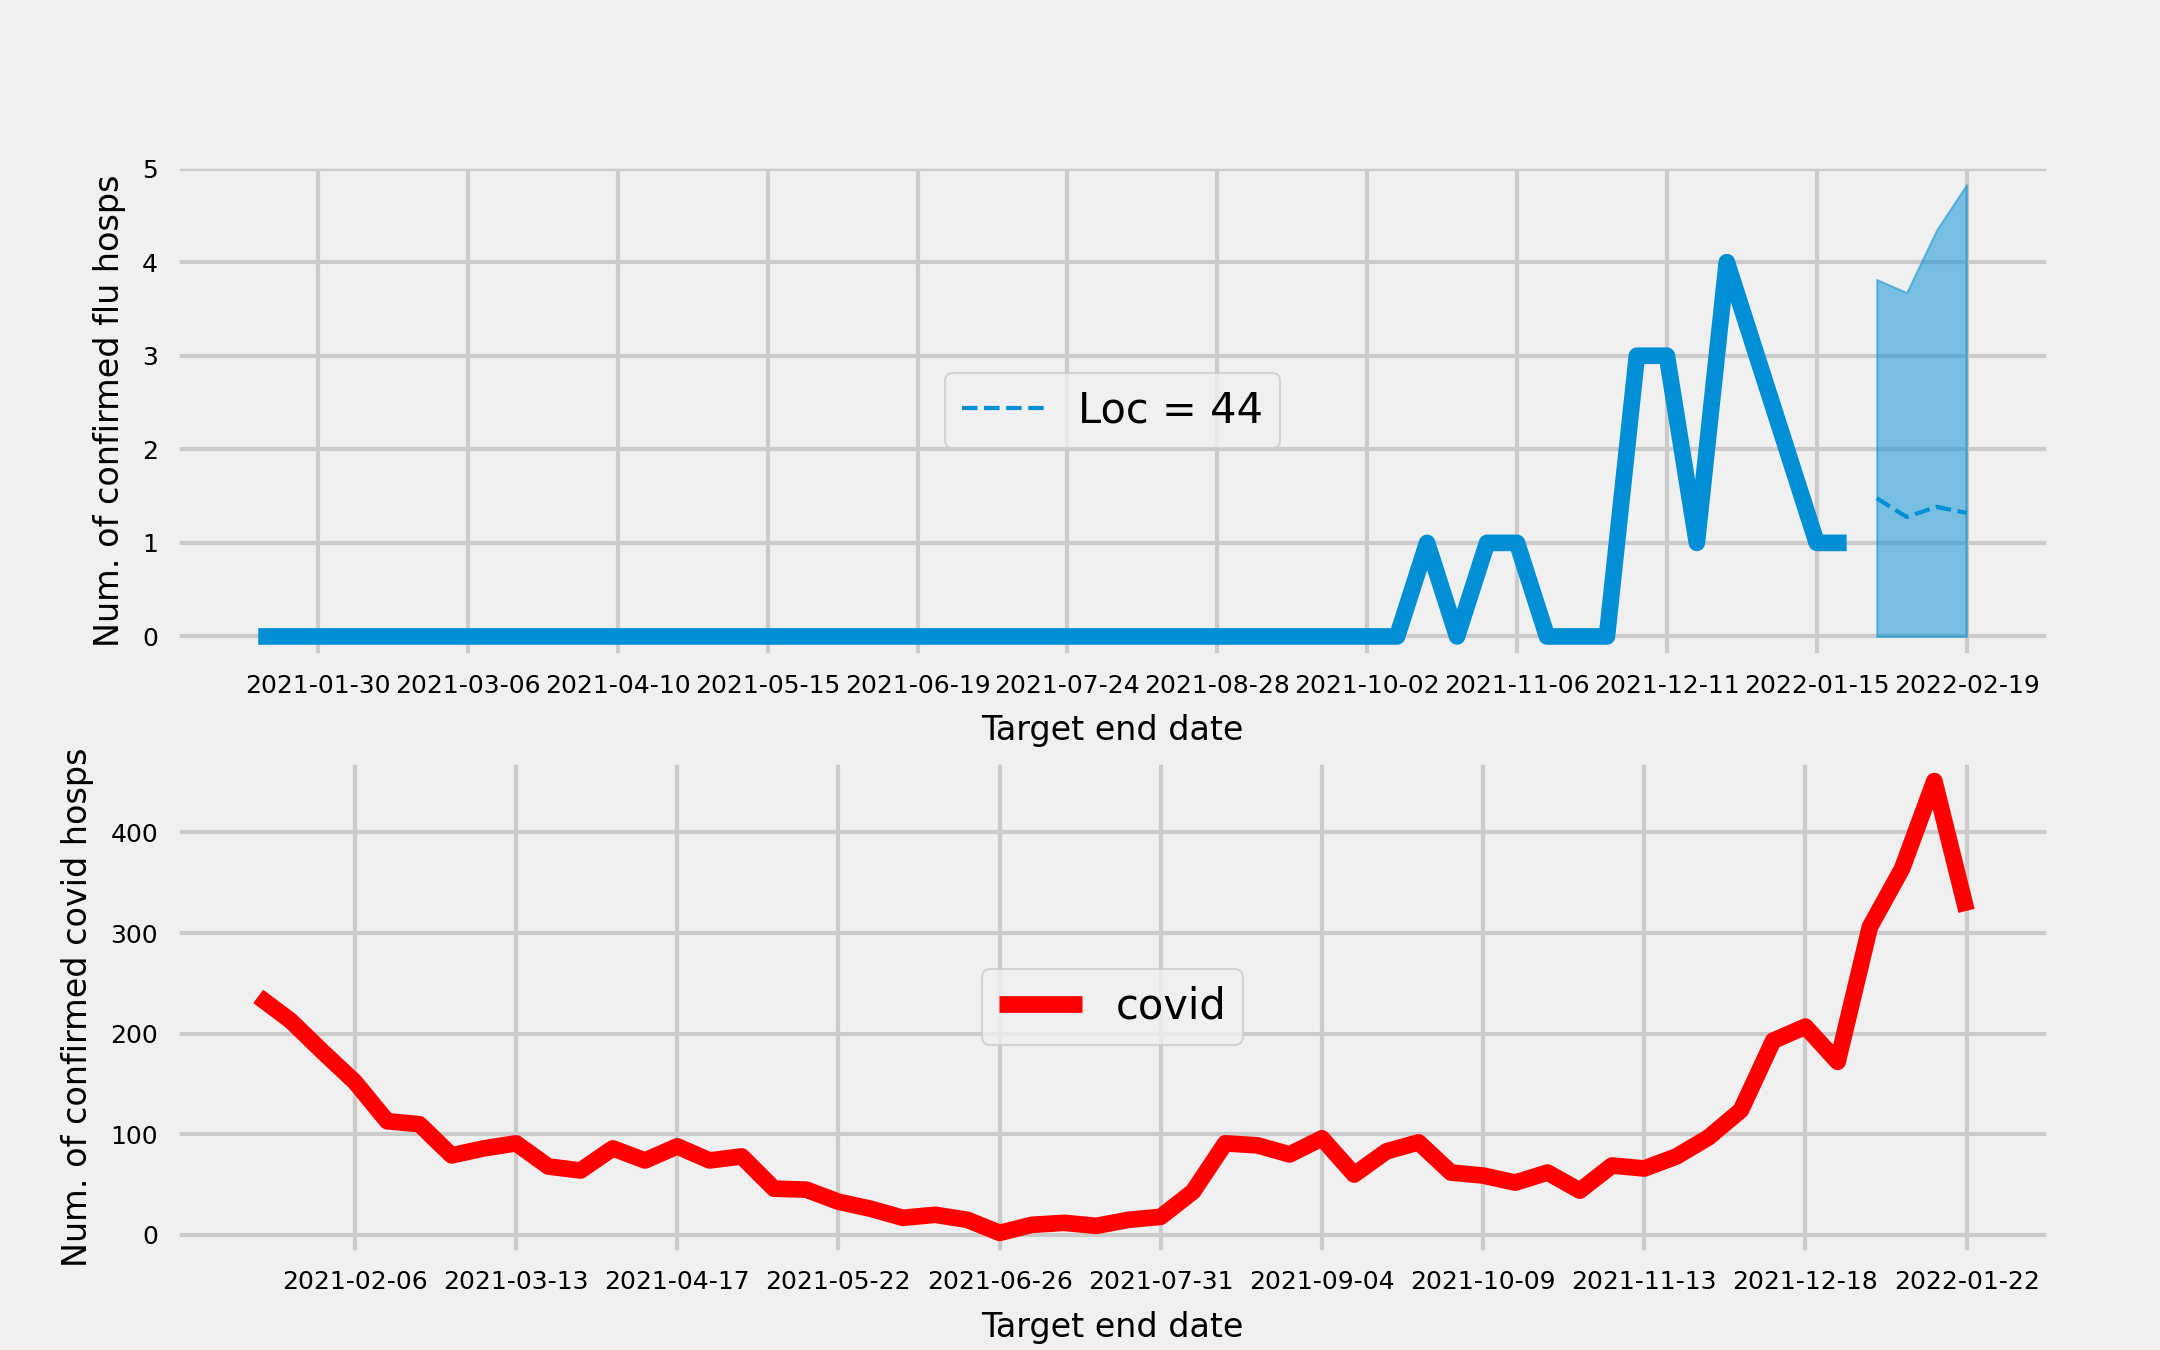 Num. of confirmed flu hosps
5
4
3
2
1
0
Loc = 44
2021-01-30 2021-03-06 2021-04-10 2021-05-15 2021-06-19 2021-07-24 2021-08-28 2021-10-02 2021-11-06 2021-12-11 2022-01-15 2022-02-19
Target end date
Num. of confirmed covid hosps
400
300
200
100
0
covid
2021-02-06 2021-03-13 2021-04-17 2021-05-22 2021-06-26 2021-07-31 2021-09-04 2021-10-09 2021-11-13 2021-12-18 2022-01-22
Target end date